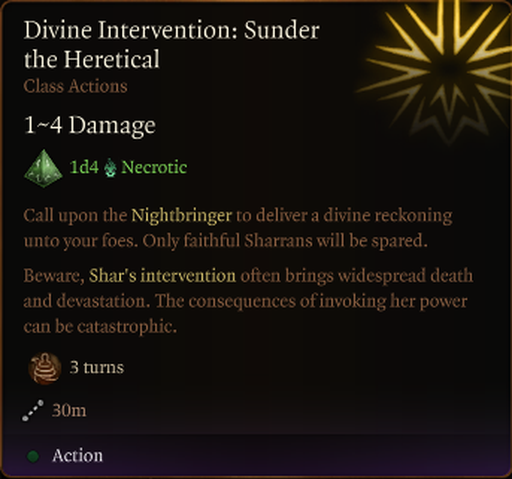 Divine Intervention: Sunder
the Heretical
Class Actions
1~4 Damage
1d4 Necrotic
Call upon the Nightbringer to deliver a divine reckoning
unto your foes. Only faithful Sharrans will be spared.
Beware, Shar's intervention often brings widespread death
and devastation. The consequences of invoking her power
can be catastrophic.
3 turns
30m
Action